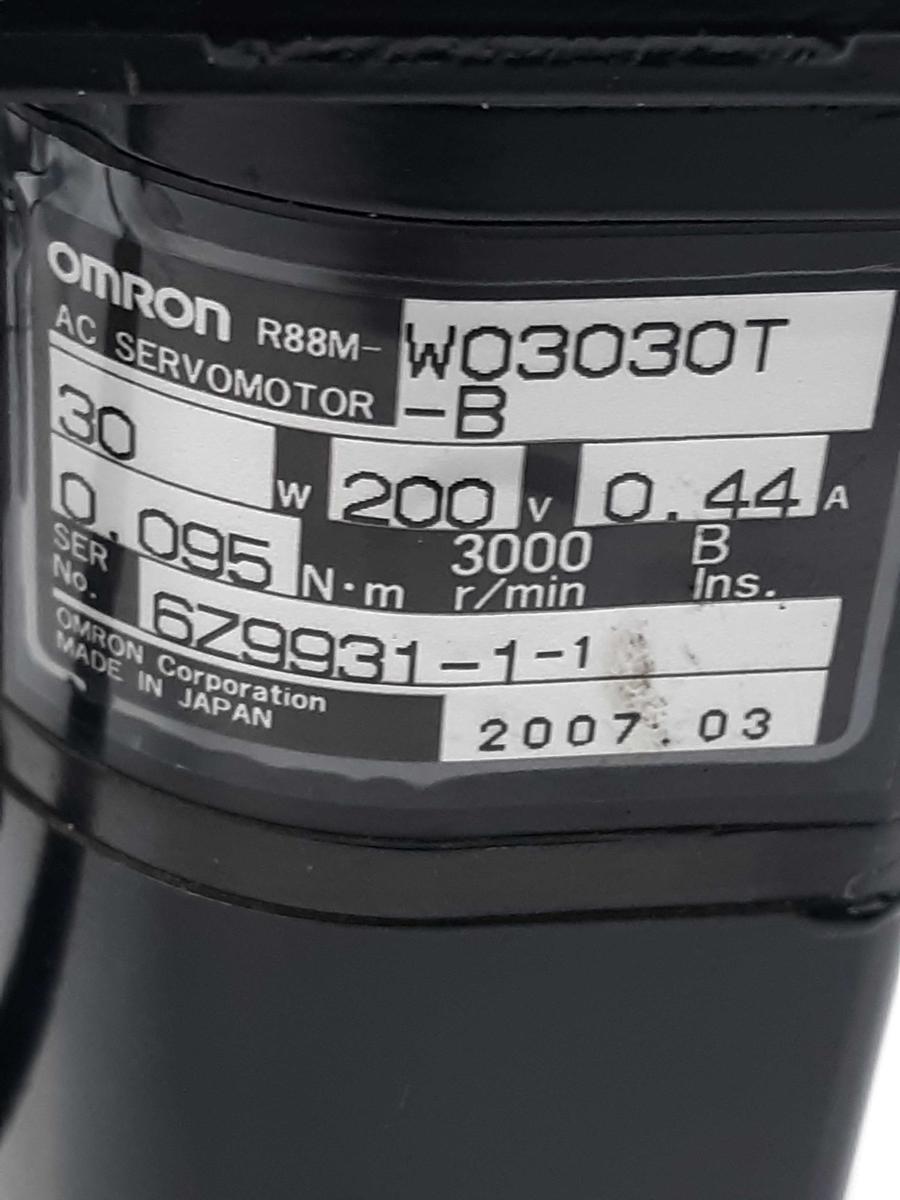 OMRON R88M-W03030T
AC SERVOMOTOR -B
30 W 200 V 0.44 A
0.095 N·m 3000 r/min B Ins.
SER No. 6Z9931-1-1
OMRON Corporation
MADE IN JAPAN 2007.03